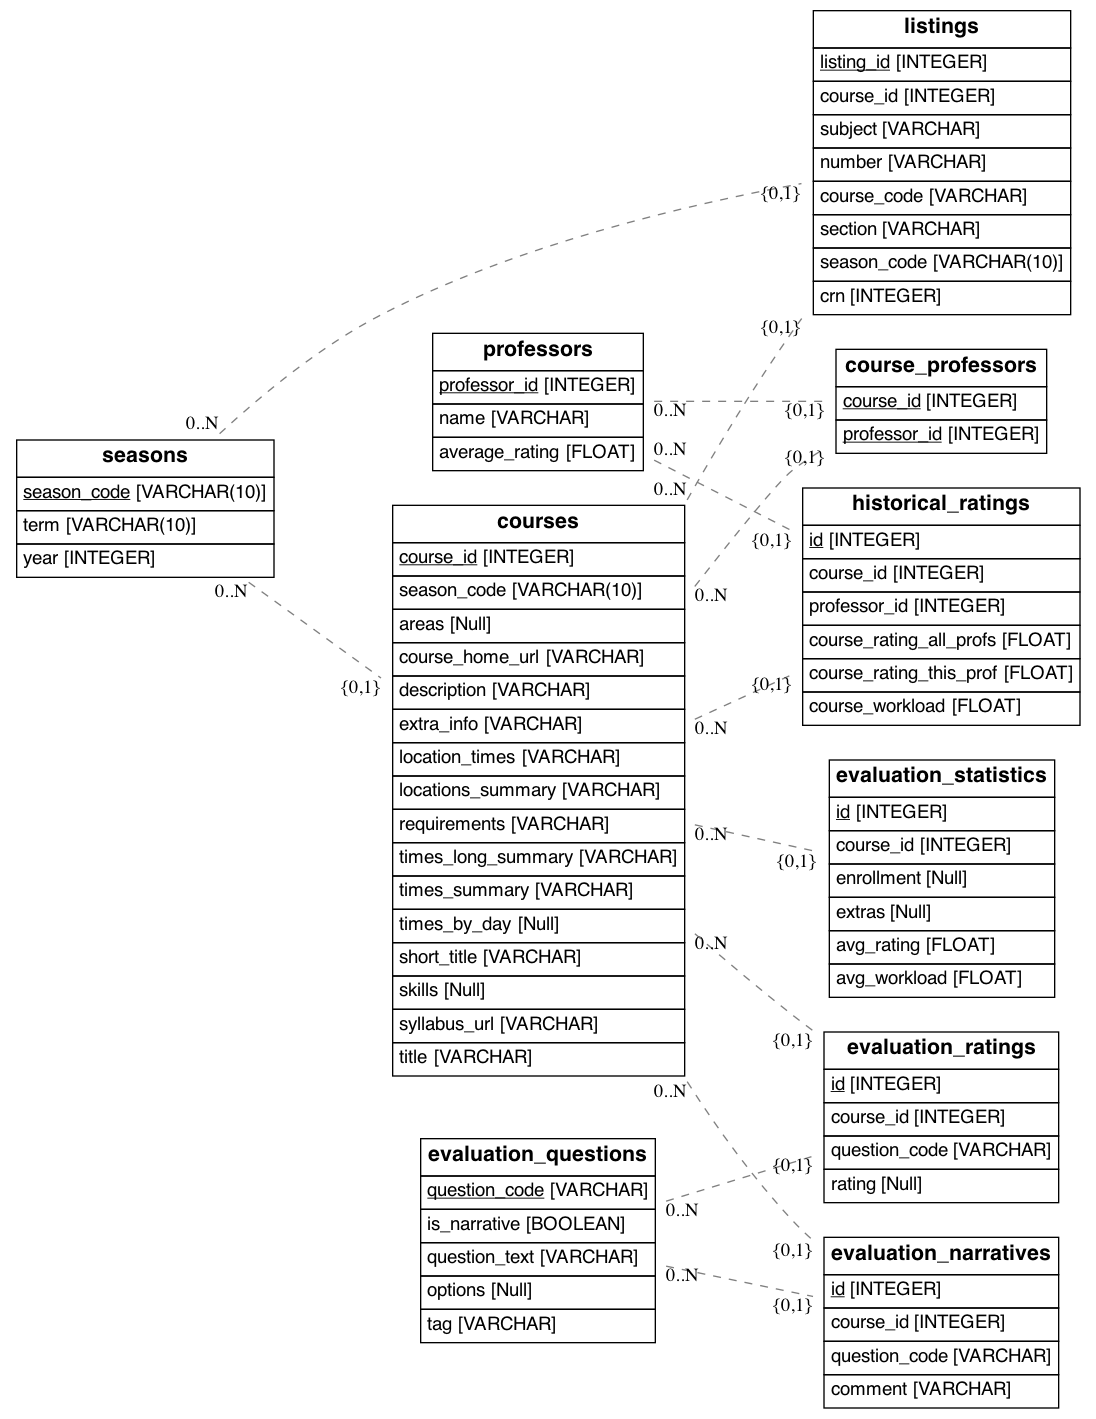 listings
listing_id [INTEGER]
course_id [INTEGER]
subject [VARCHAR]
number [VARCHAR]
course_code [VARCHAR]
section [VARCHAR]
season_code [VARCHAR(10)]
crn [INTEGER]
{0,1}
{0,1}
professors
professor_id [INTEGER]
name [VARCHAR]
average_rating [FLOAT]
0..N
0..N
course_professors
course_id [INTEGER]
professor_id [INTEGER]
{0,1}
{0,1}
0..N
seasons
season_code [VARCHAR(10)]
term [VARCHAR(10)]
year [INTEGER]
0..N
{0,1}
courses
course_id [INTEGER]
season_code [VARCHAR(10)]
areas [Null]
course_home_url [VARCHAR]
description [VARCHAR]
extra_info [VARCHAR]
location_times [VARCHAR]
locations_summary [VARCHAR]
requirements [VARCHAR]
times_long_summary [VARCHAR]
times_summary [VARCHAR]
times_by_day [Null]
short_title [VARCHAR]
skills [Null]
syllabus_url [VARCHAR]
title [VARCHAR]
0..N
0..N
0..N
0..N
0..N
0..N
historical_ratings
id [INTEGER]
course_id [INTEGER]
professor_id [INTEGER]
course_rating_all_profs [FLOAT]
course_rating_this_prof [FLOAT]
course_workload [FLOAT]
{0,1}
{0,1}
evaluation_statistics
id [INTEGER]
course_id [INTEGER]
enrollment [Null]
extras [Null]
avg_rating [FLOAT]
avg_workload [FLOAT]
{0,1}
evaluation_ratings
id [INTEGER]
course_id [INTEGER]
question_code [VARCHAR]
rating [Null]
{0,1}
{0,1}
evaluation_questions
question_code [VARCHAR]
is_narrative [BOOLEAN]
question_text [VARCHAR]
options [Null]
tag [VARCHAR]
0..N
0..N
evaluation_narratives
id [INTEGER]
course_id [INTEGER]
question_code [VARCHAR]
comment [VARCHAR]
{0,1}
{0,1}